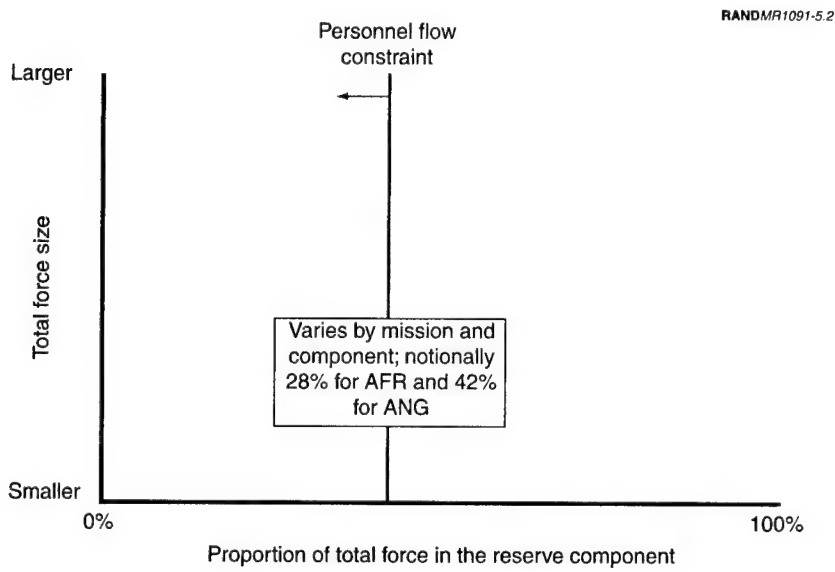 RANDMR1091-5.2
Personnel flow
constraint
Larger
Total force size
Varies by mission and
component; notionally
28% for AFR and 42%
for ANG
Smaller
0%
100%
Proportion of total force in the reserve component